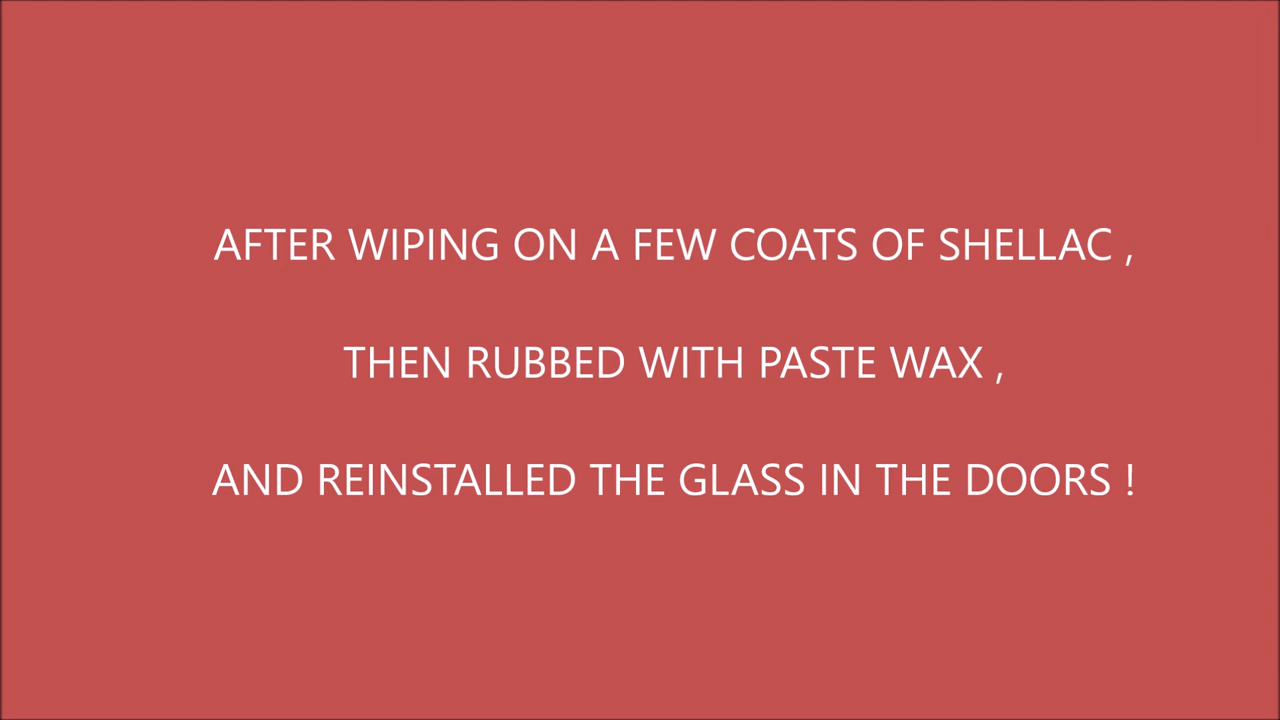 AFTER WIPING ON A FEW COATS OF SHELLAC ,
THEN RUBBED WITH PASTE WAX ,
AND REINSTALLED THE GLASS IN THE DOORS !